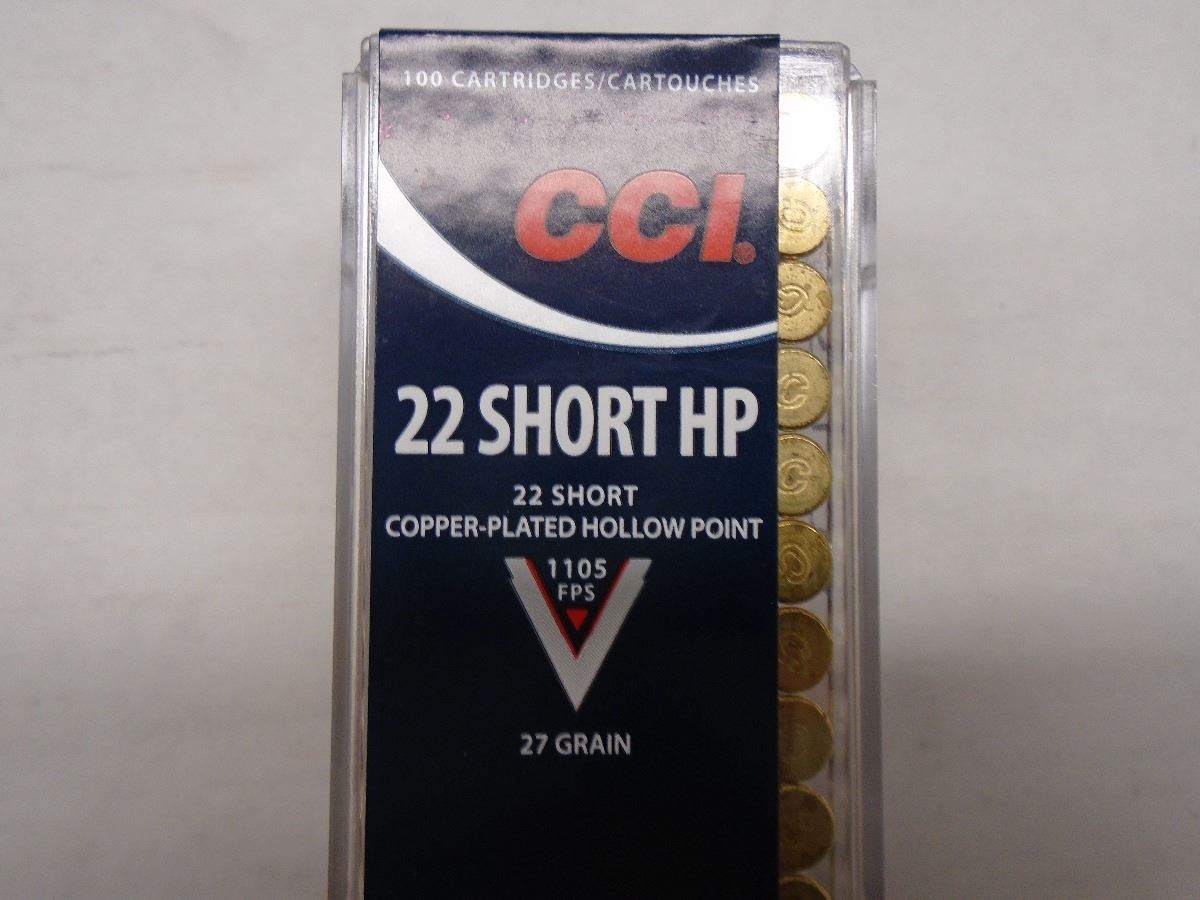 100 CARTRIDGES/CARTOUCHES
CCI.
22 SHORT HP
22 SHORT
COPPER-PLATED HOLLOW POINT
1105
FPS
27 GRAIN
C
C
C
C
C